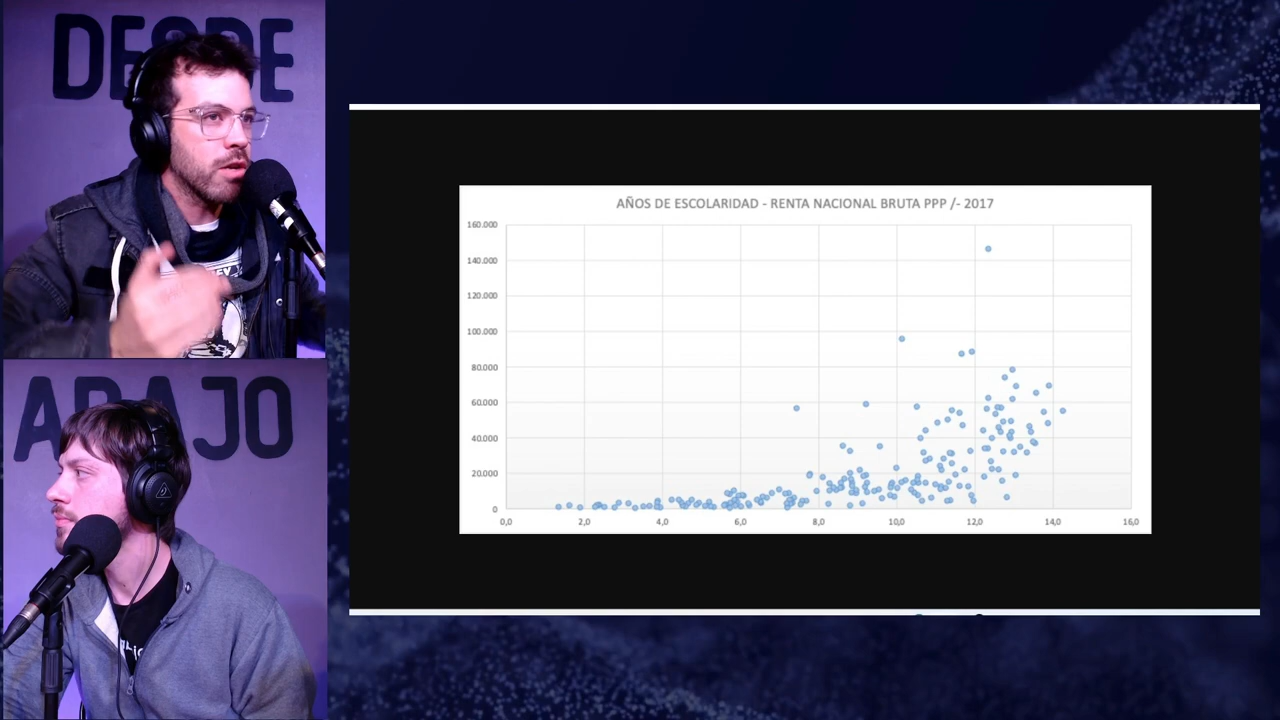 DESDE
ABAJO
AÑOS DE ESCOLARIDAD - RENTA NACIONAL BRUTA PPP /- 2017
160.000
140.000
120.000
100.000
80.000
60.000
40.000
20.000
0
0,0 2,0 4,0 6,0 8,0 10,0 12,0 14,0 16,0